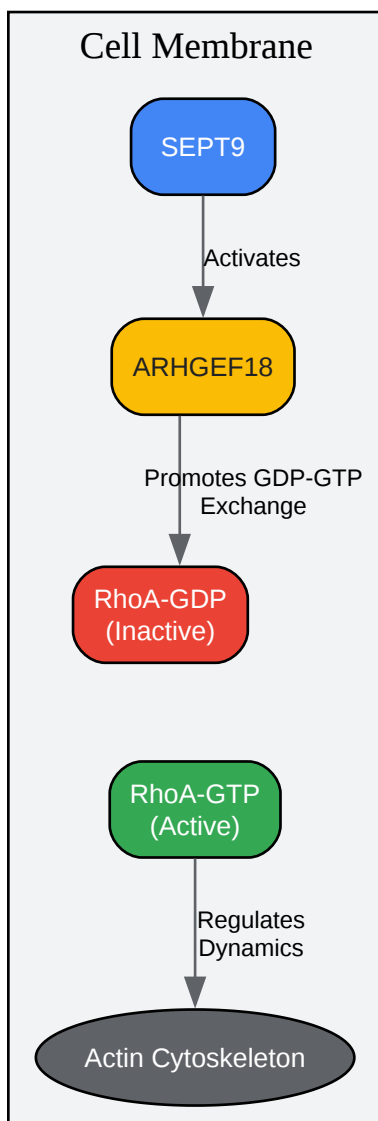 Cell Membrane
SEPT9
Activates
ARHGEF18
Promotes GDP-GTP
Exchange
RhoA-GDP
(Inactive)
RhoA-GTP
(Active)
Regulates
Dynamics
Actin Cytoskeleton